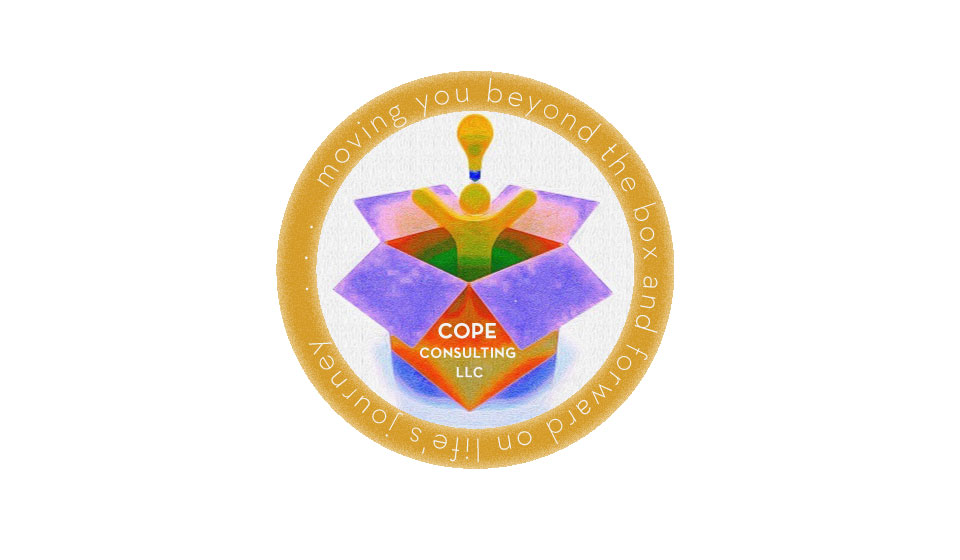 moving you beyond the box and forward on life's journey . . .
COPE
CONSULTING
LLC